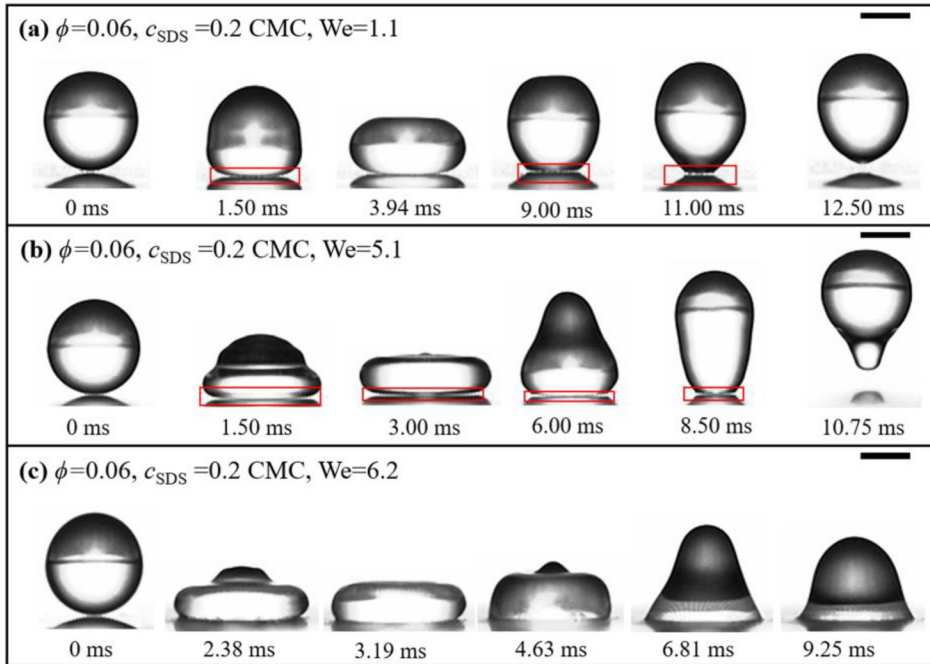 (a) ϕ=0.06, c_SDS =0.2 CMC, We=1.1
0 ms 1.50 ms 3.94 ms 9.00 ms 11.00 ms 12.50 ms
(b) ϕ=0.06, c_SDS =0.2 CMC, We=5.1
0 ms 1.50 ms 3.00 ms 6.00 ms 8.50 ms 10.75 ms
(c) ϕ=0.06, c_SDS =0.2 CMC, We=6.2
0 ms 2.38 ms 3.19 ms 4.63 ms 6.81 ms 9.25 ms